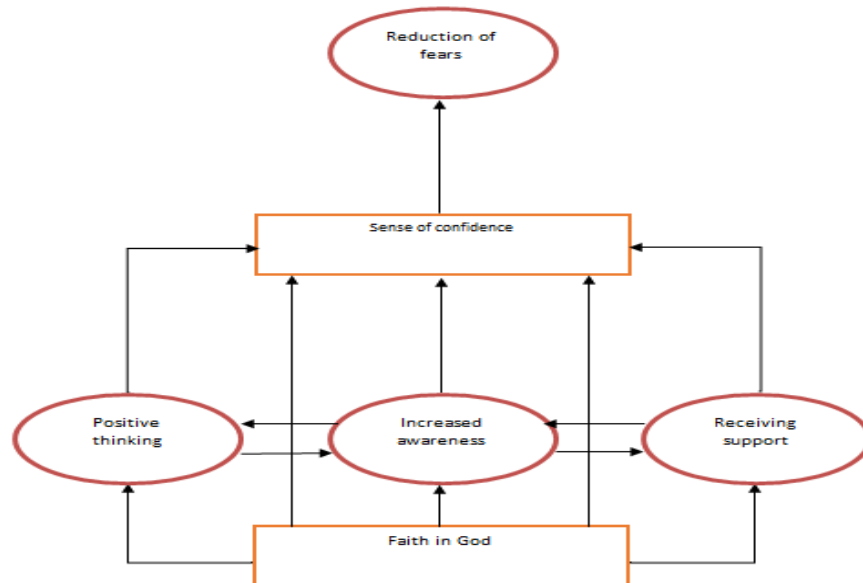 Reduction of
fears
Sense of confidence
Positive
thinking
Increased
awareness
Receiving
support
Faith in God